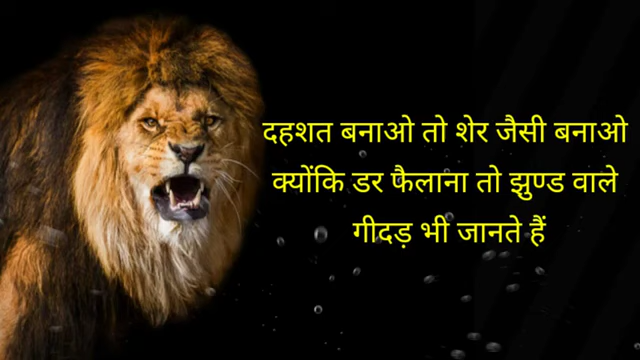 दहशत बनाओ तो शेर जैसी बनाओ
क्योंकि डर फैलाना तो झुण्ड वाले
गीदड़ भी जानते हैं